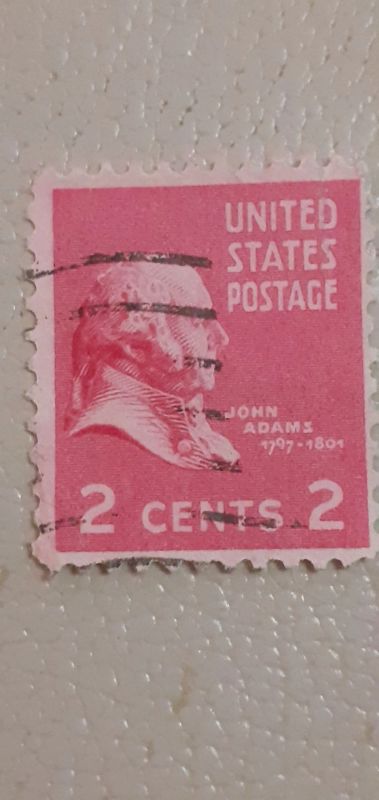 UNITED
STATES
POSTAGE
JOHN
ADAMS
1797-1801
2 CENTS 2